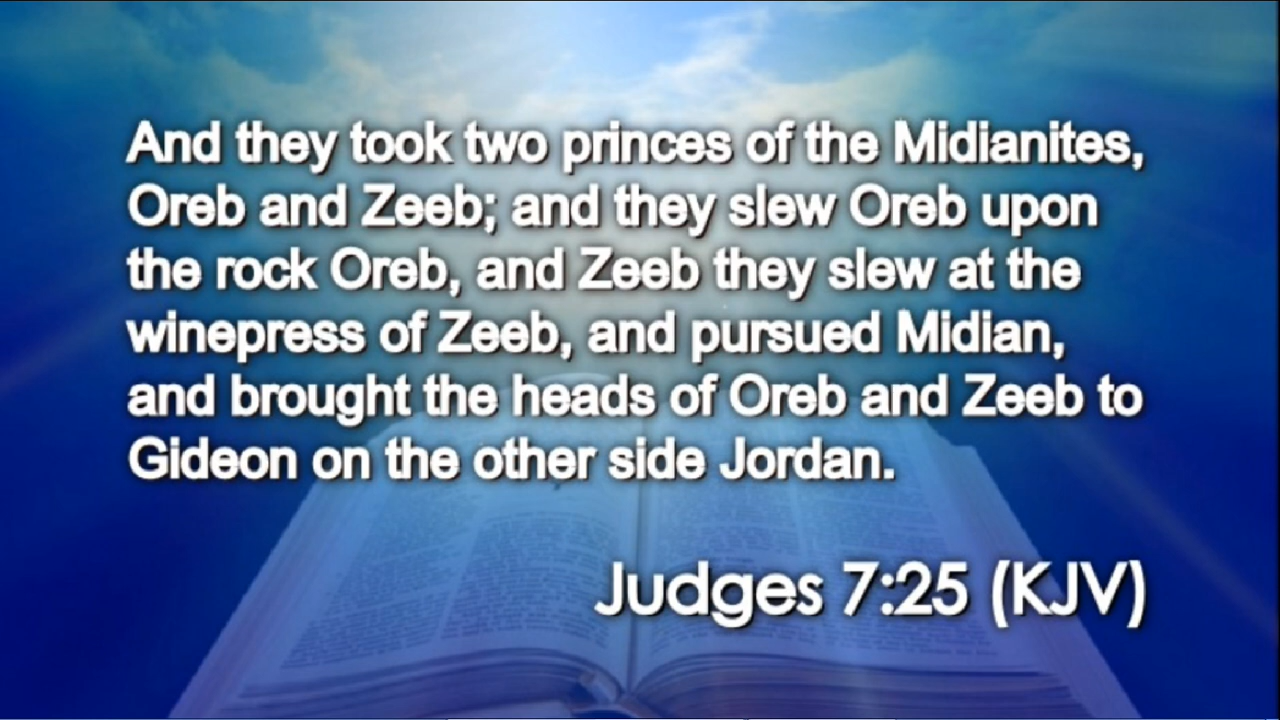 And they took two princes of the Midianites,
Oreb and Zeeb; and they slew Oreb upon
the rock Oreb, and Zeeb they slew at the
winepress of Zeeb, and pursued Midian,
and brought the heads of Oreb and Zeeb to
Gideon on the other side Jordan.
Judges 7:25 (KJV)